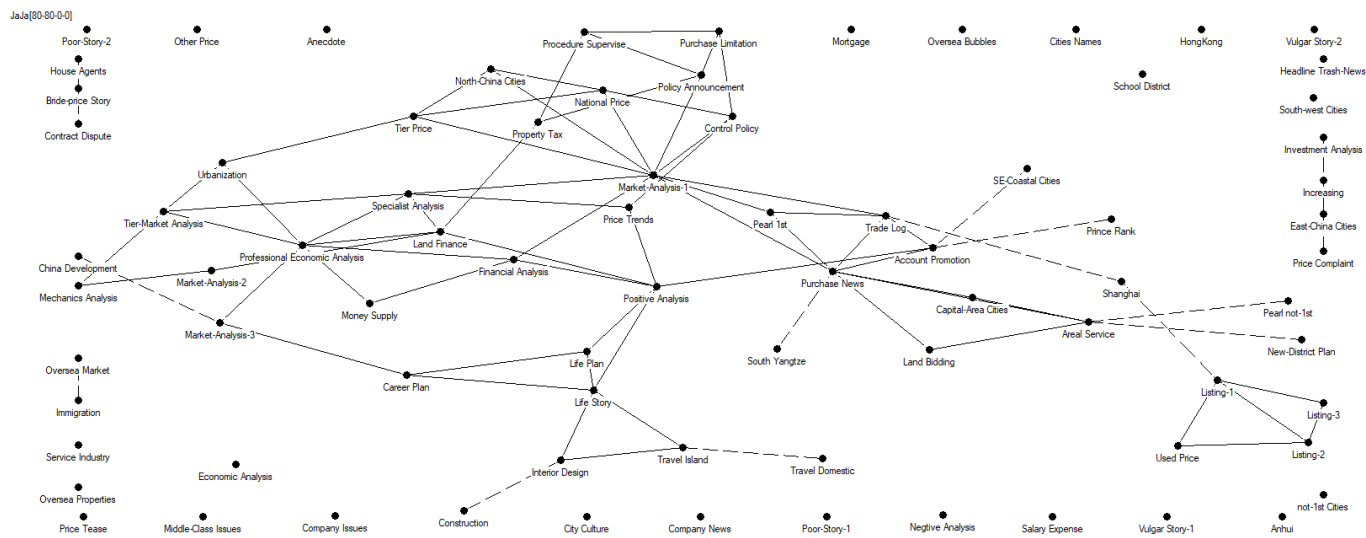 JaJa[80-80-0-0]
Poor-Story-2
Other Price
Anecdote
Procedure Supervise
Purchase Limitation
Mortgage
Oversea Bubbles
Cities Names
HongKong
Vulgar Story-2
House Agents
North-China Cities
Policy Announcement
School District
Headline Trash-News
Bride-price Story
National Price
South-west Cities
Contract Dispute
Tier Price
Property Tax
Control Policy
Investment Analysis
Urbanization
Market-Analysis-1
SE-Coastal Cities
Increasing
Specialist Analysis
Tier-Market Analysis
Price Trends
Pearl 1st
Trade Log
Prince Rank
East-China Cities
Land Finance
Professional Economic Analysis
Account Promotion
Price Complaint
China Development
Market-Analysis-2
Financial Analysis
Purchase News
Mechanics Analysis
Positive Analysis
Shanghai
Money Supply
Capital-Area Cities
Pearl not-1st
Market-Analysis-3
Areal Service
New-District Plan
Oversea Market
Life Plan
South Yangtze
Land Bidding
Career Plan
Life Story
Listing-1
Immigration
Listing-3
Service Industry
Economic Analysis
Interior Design
Travel Island
Travel Domestic
Used Price
Listing-2
Oversea Properties
not-1st Cities
Price Tease
Middle-Class Issues
Company Issues
Construction
City Culture
Company News
Poor-Story-1
Negtive Analysis
Salary Expense
Vulgar Story-1
Anhui